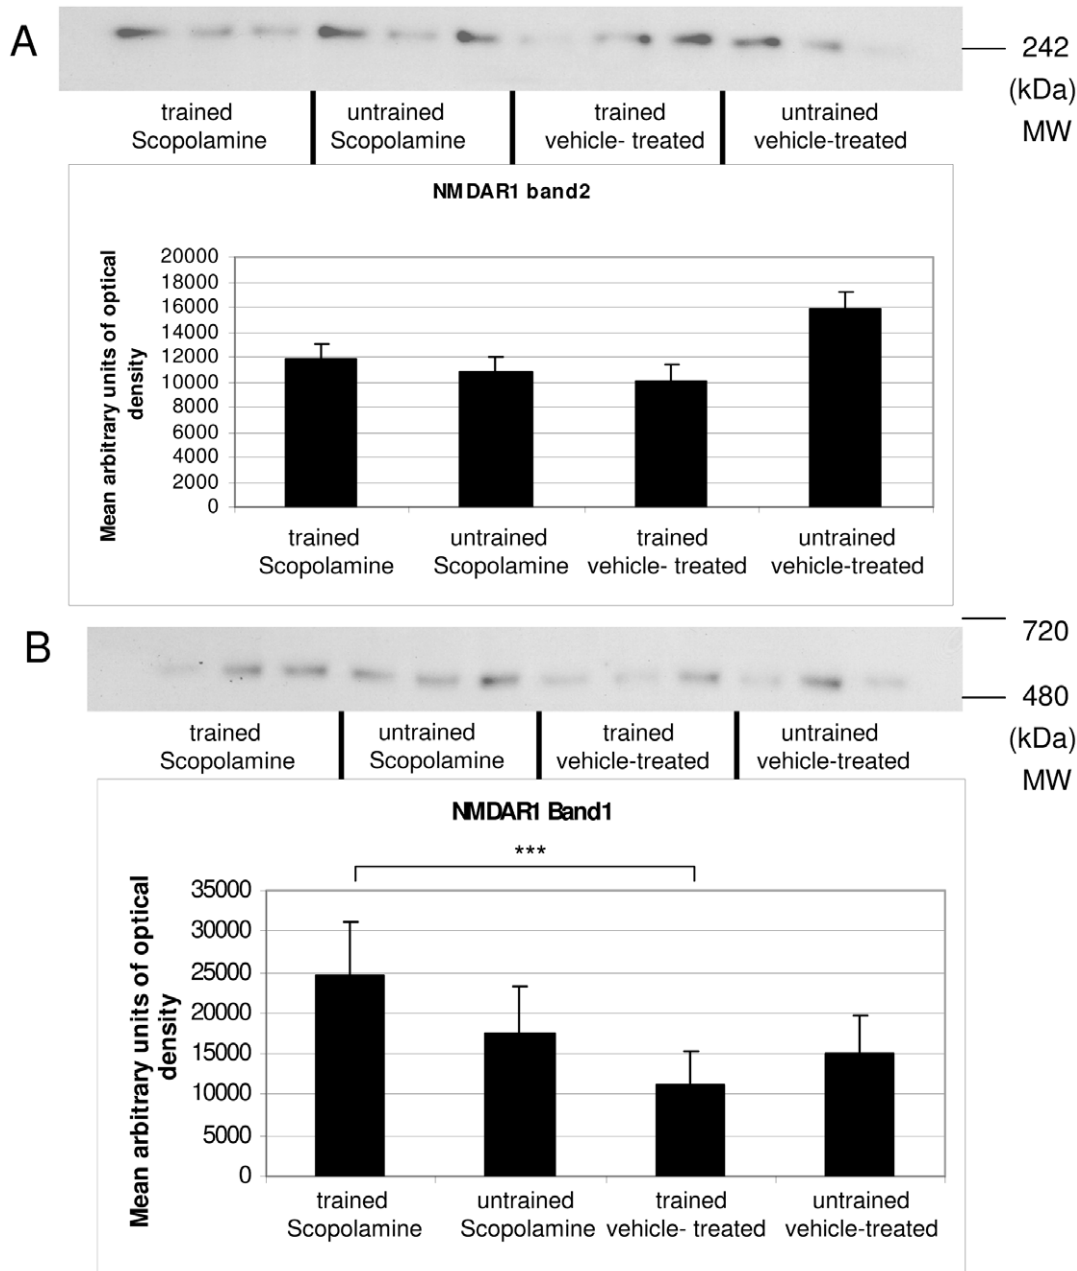 A
242
(kDa)
MW
trained untrained trained untrained
Scopolamine Scopolamine vehicle- treated vehicle-treated
NMDAR1 band2
Mean arbitrary units of optical
density
20000
18000
16000
14000
12000
10000
8000
6000
4000
2000
0
trained untrained trained untrained
Scopolamine Scopolamine vehicle- treated vehicle-treated
B
720
480
(kDa)
MW
trained untrained trained untrained
Scopolamine Scopolamine vehicle-treated vehicle-treated
NMDAR1 Band1
***
Mean arbitrary units of optical
density
35000
30000
25000
20000
15000
10000
5000
0
trained untrained trained untrained
Scopolamine Scopolamine vehicle- treated vehicle-treated